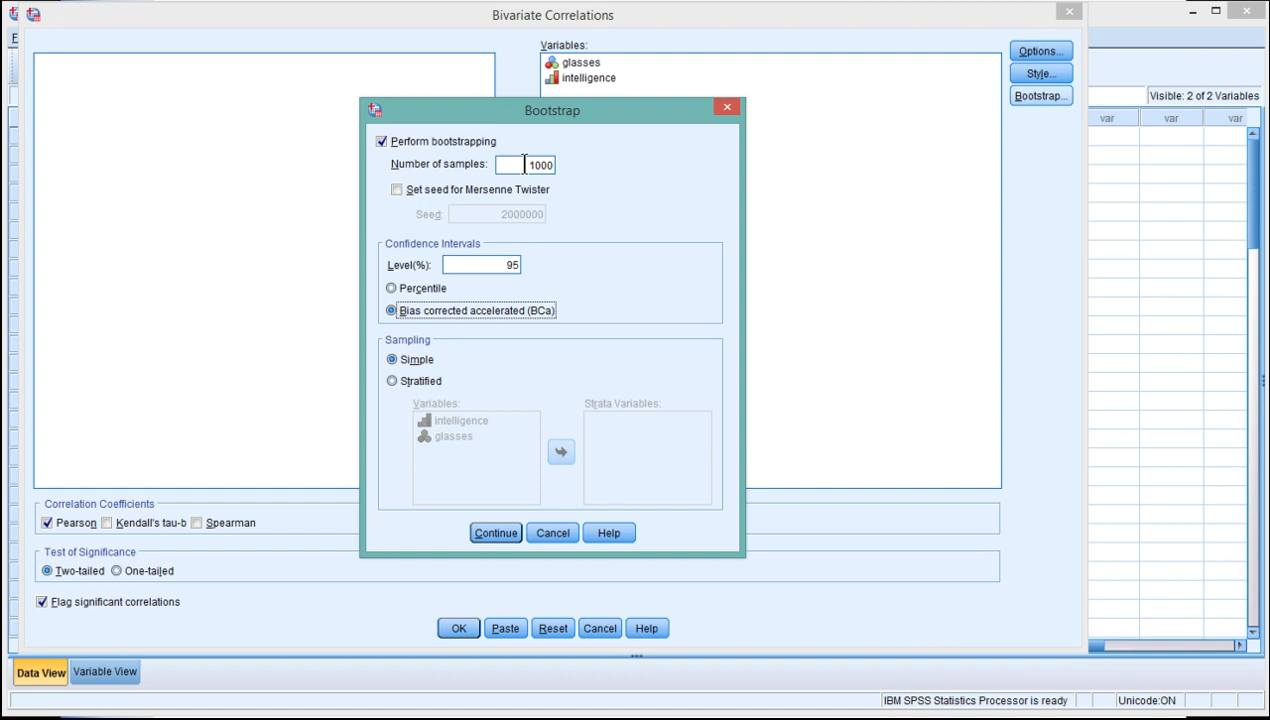 Bivariate Correlations
F
Variables:
glasses
intelligence
Options...
Style...
Bootstrap...
Visible: 2 of 2 Variables
var var var
Bootstrap
Perform bootstrapping
Number of samples: 1000
Set seed for Mersenne Twister
Seed: 2000000
Confidence Intervals
Level(%): 95
Percentile
Bias corrected accelerated (BCa)
Sampling
Simple
Stratified
Variables:
intelligence
glasses
Strata Variables:
Continue Cancel Help
Correlation Coefficients
Pearson Kendall's tau-b Spearman
Test of Significance
Two-tailed One-tailed
Flag significant correlations
OK Paste Reset Cancel Help
Data View Variable View
IBM SPSS Statistics Processor is ready Unicode:ON